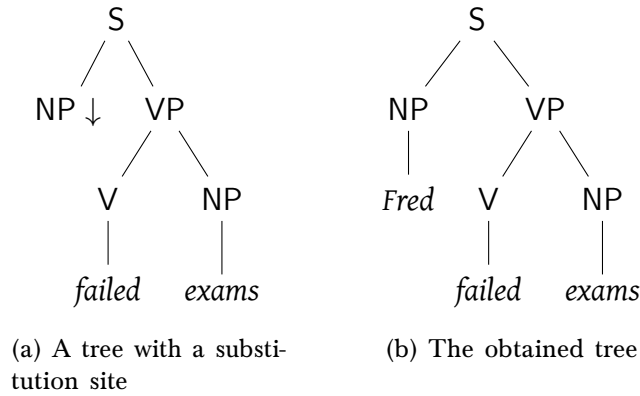 S
NP ↓ VP
V NP
failed exams
(a) A tree with a substi-
tution site
S
NP VP
Fred V NP
failed exams
(b) The obtained tree